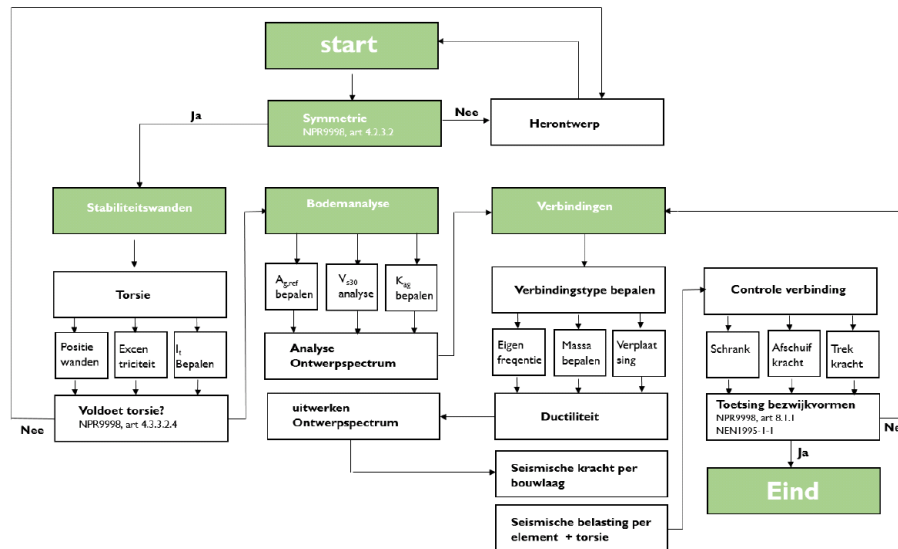 start
Symmetrie
NPR9998, art 4.2.3.2
Nee
Herontwerp
Ja
Stabiliteitswanden
Torsie
Positie
wanden
Excen
triciteit
Bepalen
Voldoet torsie?
NPR9998, art 4.3.3.2.4
Nee
Bodemanalyse
Ag,ref
bepalen
Vs30
analyse
Kag
bepalen
Analyse
Ontwerpspectrum
uitwerken
Ontwerpspectrum
Verbindingen
Verbindingstype bepalen
Eigen
freqentie
Massa
bepalen
Verplaat
sing
Ductiliteit
Seismische kracht per
bouwlaag
Seismische belasting per
element + torsie
Controle verbinding
Schrank
Afschuif
kracht
Trek
kracht
Toetsing bezwijkvormen
NPR9998, art 8.1.1
NEN1995-1-1
Ja
Eind